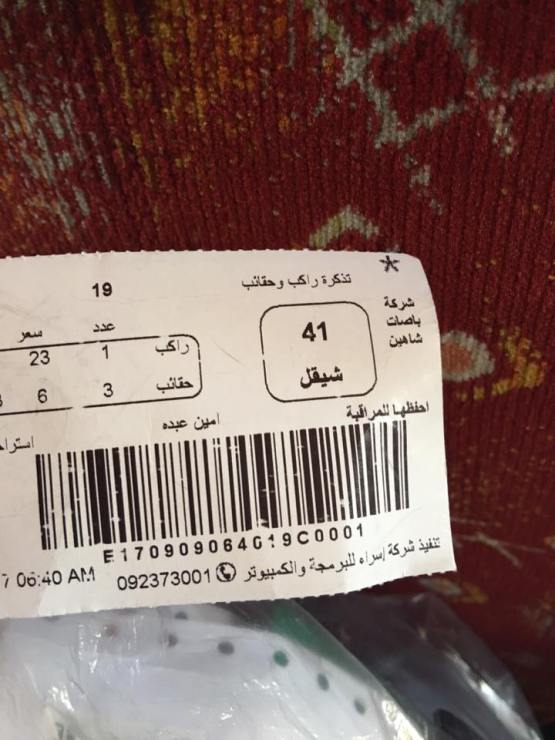 *
شركة
باصات
شاهين
تذكرة راكب وحقائب
19
41
شيقل
عدد سعر
راكب 1 23
حقائب 3 6
احفظها للمراقبة
امين عبده
E170909064019C0001
تنفيذ شركة إسراء للبرمجة والكمبيوتر 092373001
7 06:40 AM